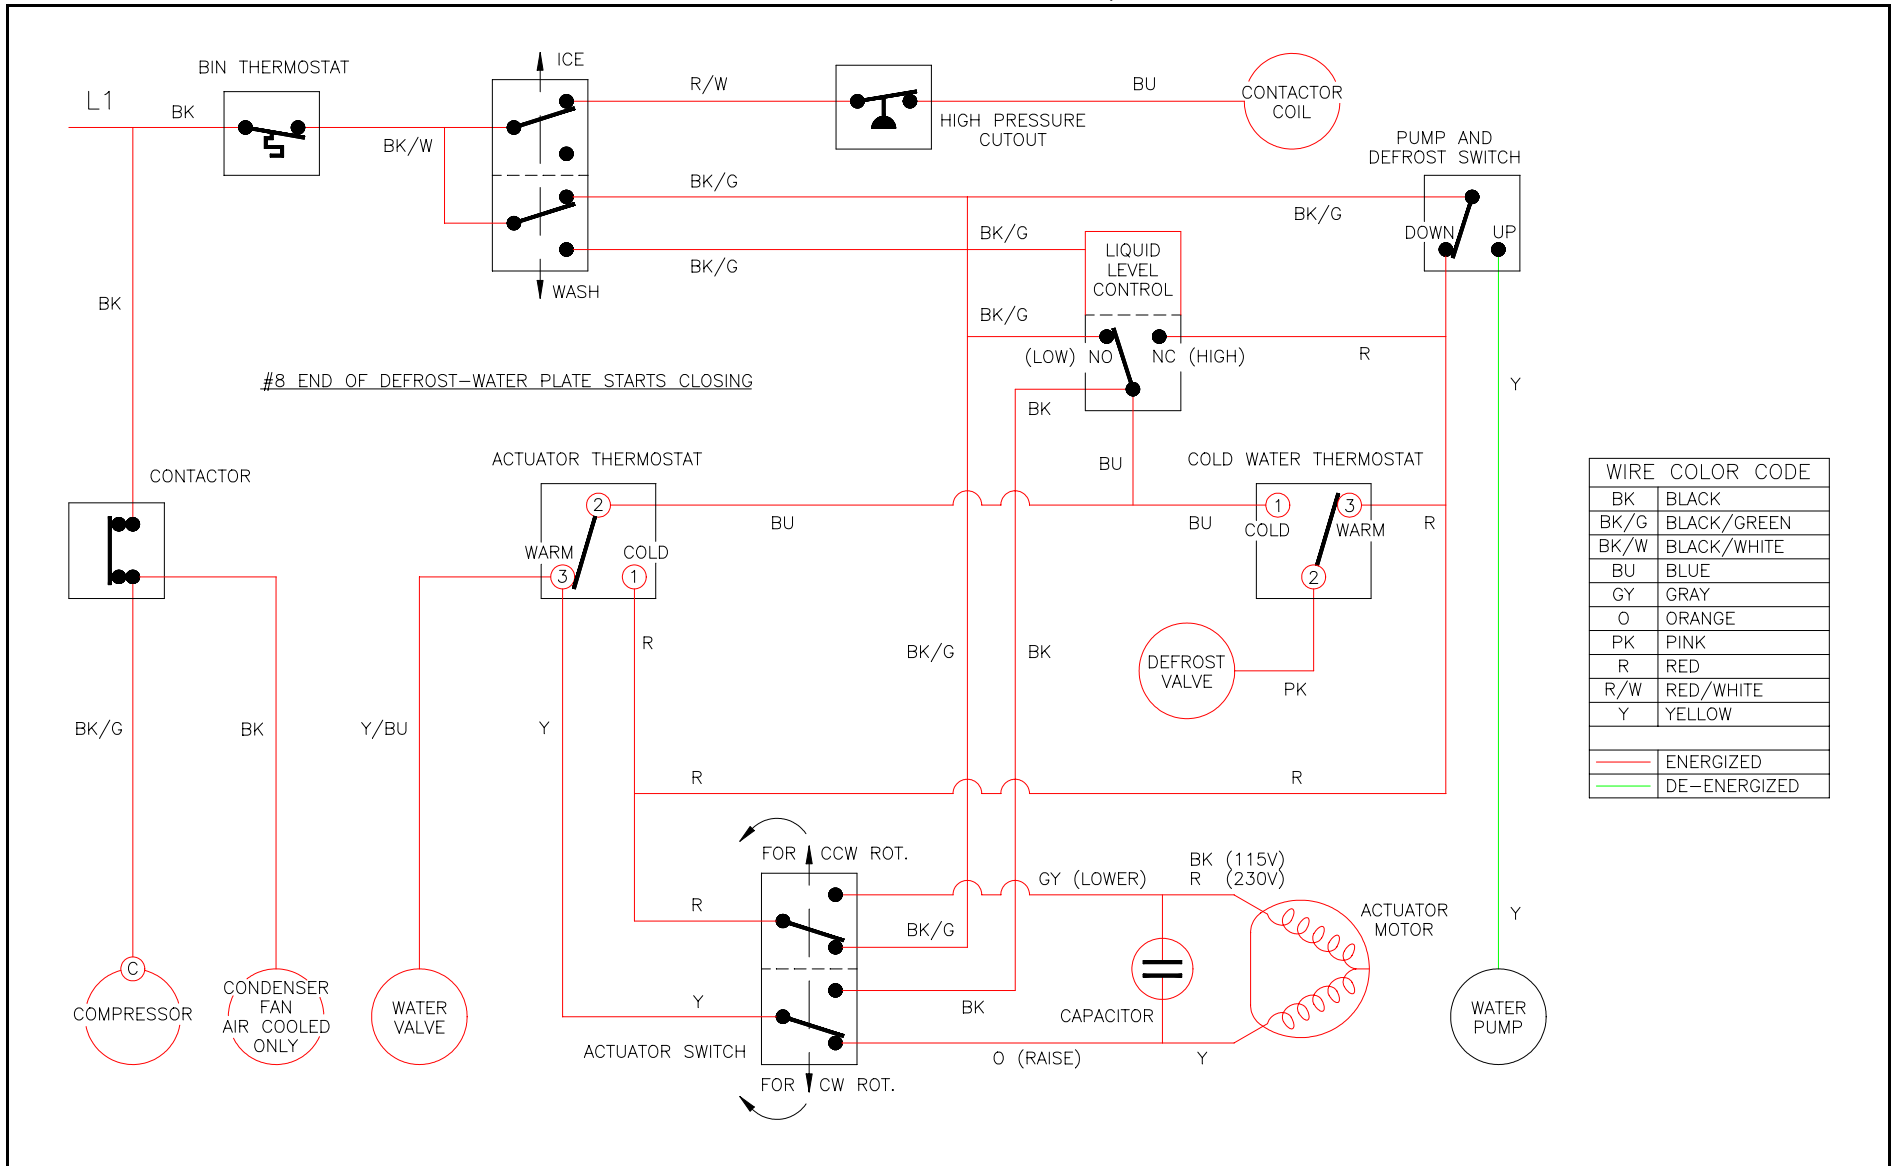 ICE
BIN THERMOSTAT
L1
BK
BK/W
R/W
BU
CONTACTOR
COIL
HIGH PRESSURE
CUTOUT
PUMP AND
DEFROST SWITCH
BK/G
BK/G
DOWN
UP
BK/G
BK/G
WASH
LIQUID
LEVEL
CONTROL
BK
BK/G
(LOW) NO
NC (HIGH)
R
#8 END OF DEFROST-WATER PLATE STARTS CLOSING
Y
BK
CONTACTOR
ACTUATOR THERMOSTAT
BU
COLD WATER THERMOSTAT
2
1
3
BU
BU
R
COLD
WARM
WARM
COLD
3
1
2
WIRE COLOR CODE
BK BLACK
BK/G BLACK/GREEN
BK/W BLACK/WHITE
BU BLUE
GY GRAY
O ORANGE
PK PINK
R RED
R/W RED/WHITE
Y YELLOW
ENERGIZED
DE-ENERGIZED
R
BK/G
BK
DEFROST
VALVE
PK
BK/G
BK
Y/BU
Y
R
R
FOR CCW ROT.
GY (LOWER)
BK (115V)
R (230V)
R
BK/G
ACTUATOR
MOTOR
Y
C
COMPRESSOR
CONDENSER
FAN
AIR COOLED
ONLY
WATER
VALVE
Y
BK
CAPACITOR
WATER
PUMP
ACTUATOR SWITCH
O (RAISE)
Y
FOR CW ROT.